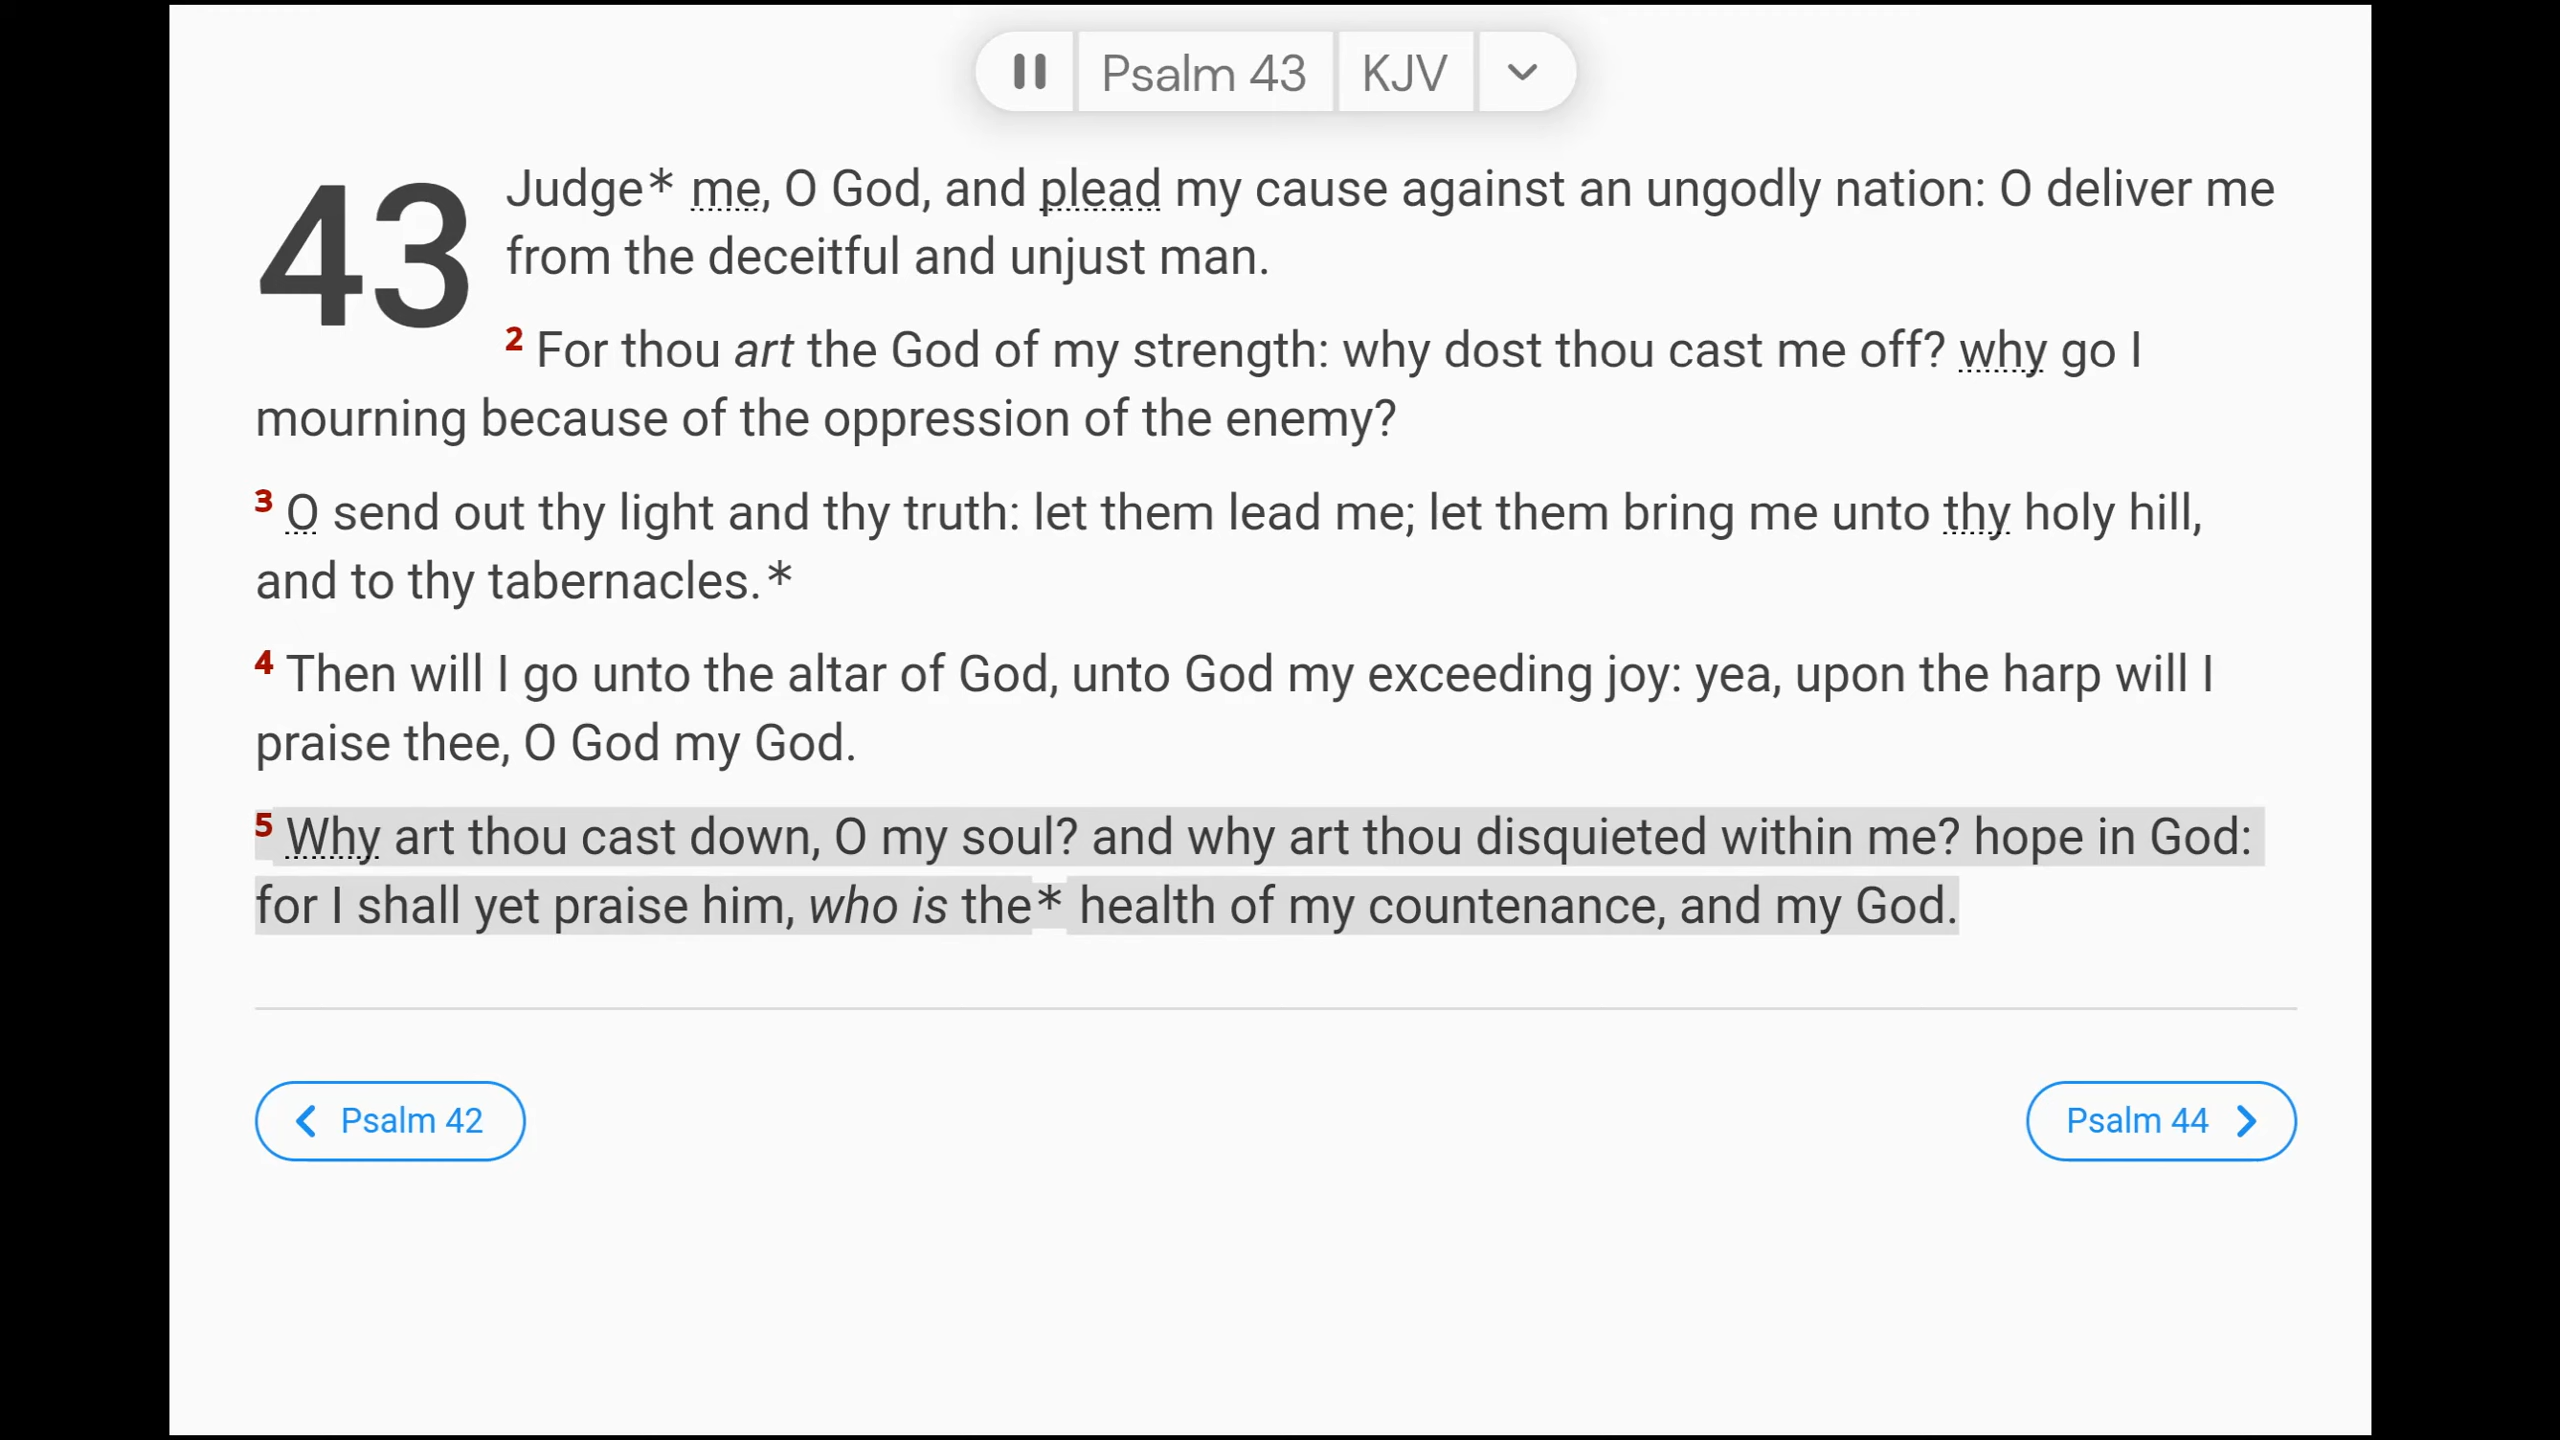 Psalm 43 KJV
43
Judge* me, O God, and plead my cause against an ungodly nation: O deliver me
from the deceitful and unjust man.
2 For thou art the God of my strength: why dost thou cast me off? why go I
mourning because of the oppression of the enemy?
3 O send out thy light and thy truth: let them lead me; let them bring me unto thy holy hill,
and to thy tabernacles.*
4 Then will I go unto the altar of God, unto God my exceeding joy: yea, upon the harp will I
praise thee, O God my God.
5 Why art thou cast down, O my soul? and why art thou disquieted within me? hope in God:
for I shall yet praise him, who is the* health of my countenance, and my God.
Psalm 42
Psalm 44